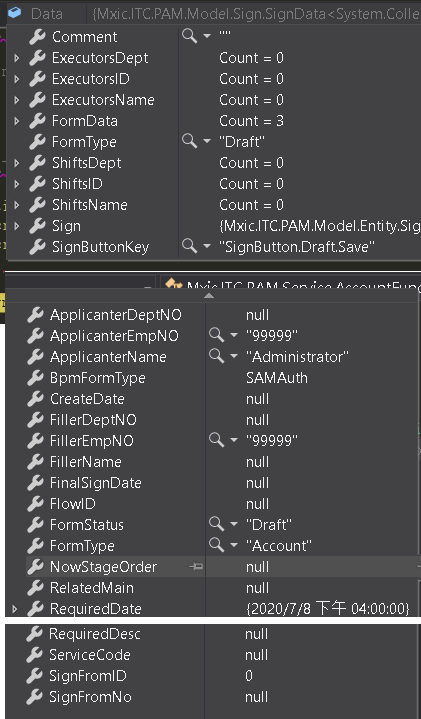 Data {Mxic.ITC.PAM.Model.Sign.SignData<System.Colle
Comment ""
ExecutorsDept Count = 0
ExecutorsID Count = 0
ExecutorsName Count = 0
FormData Count = 3
FormType "Draft"
ShiftsDept Count = 0
ShiftsID Count = 0
ShiftsName Count = 0
Sign {Mxic.ITC.PAM.Model.Entity.Sig
SignButtonKey "SignButton.Draft.Save"
Mxic.ITC.PAM.Service.AccountFunc
ApplicanterDeptNO null
ApplicanterEmpNO "99999"
ApplicanterName "Administrator"
BpmFormType SAMAuth
CreateDate null
FillerDeptNO null
FillerEmpNO "99999"
FillerName null
FinalSignDate null
FlowID null
FormStatus "Draft"
FormType "Account"
NowStageOrder null
RelatedMain null
RequiredDate {2020/7/8 下午 04:00:00}
RequiredDesc null
ServiceCode null
SignFromID 0
SignFromNo null